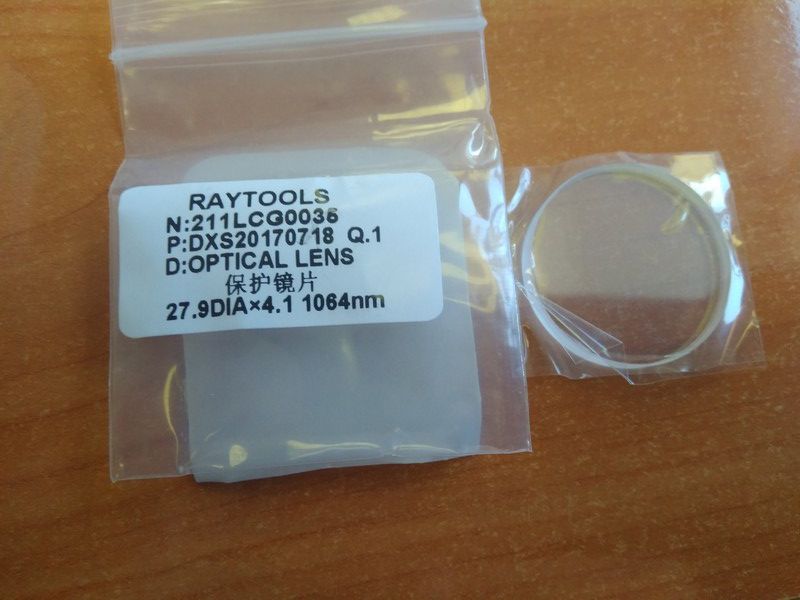 RAYTOOLS
N:211LCG0036
P:DXS20170718 Q.1
D:OPTICAL LENS
保护镜片
27.9DIA×4.1 1064nm